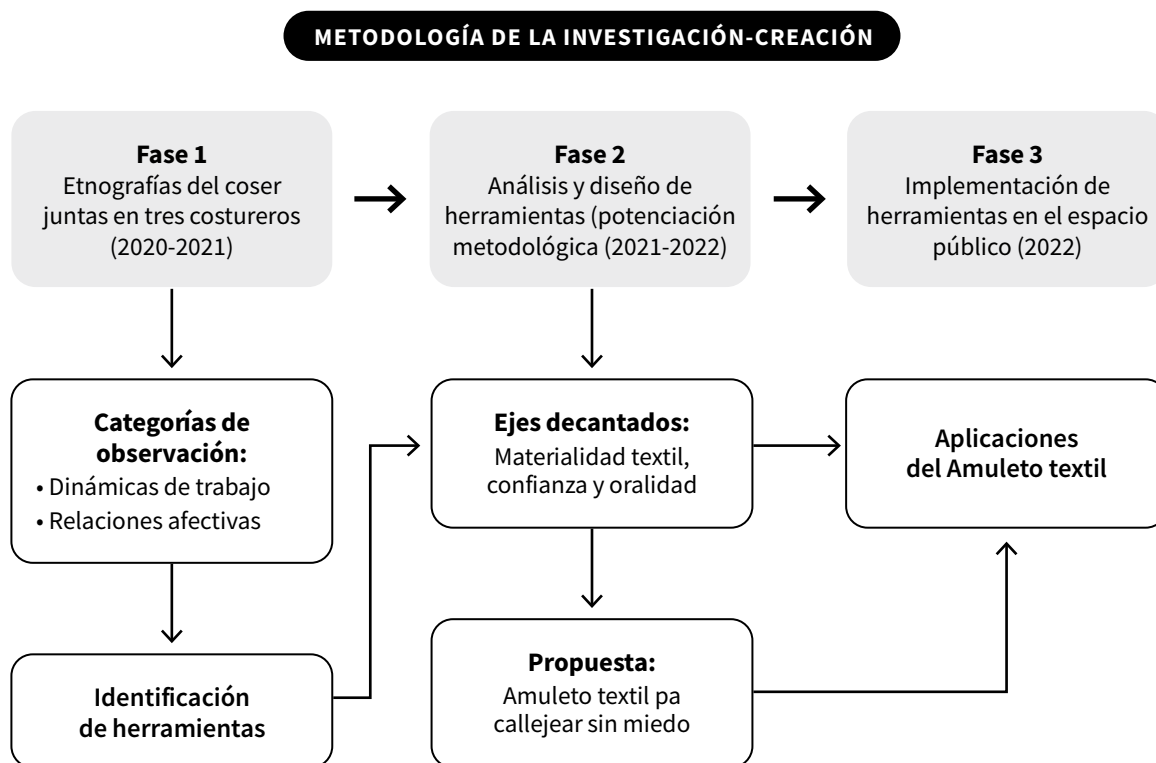 METODOLOGÍA DE LA INVESTIGACIÓN-CREACIÓN
Fase 1
Etnografías del coser
juntas en tres costureros
(2020-2021)
Fase 2
Análisis y diseño de
herramientas (potenciación
metodológica (2021-2022)
Fase 3
Implementación de
herramientas en el espacio
público (2022)
Categorías de
observación:
• Dinámicas de trabajo
• Relaciones afectivas
Ejes decantados:
Materialidad textil,
confianza y oralidad
Aplicaciones
del Amuleto textil
Identificación
de herramientas
Propuesta:
Amuleto textil pa
callejear sin miedo